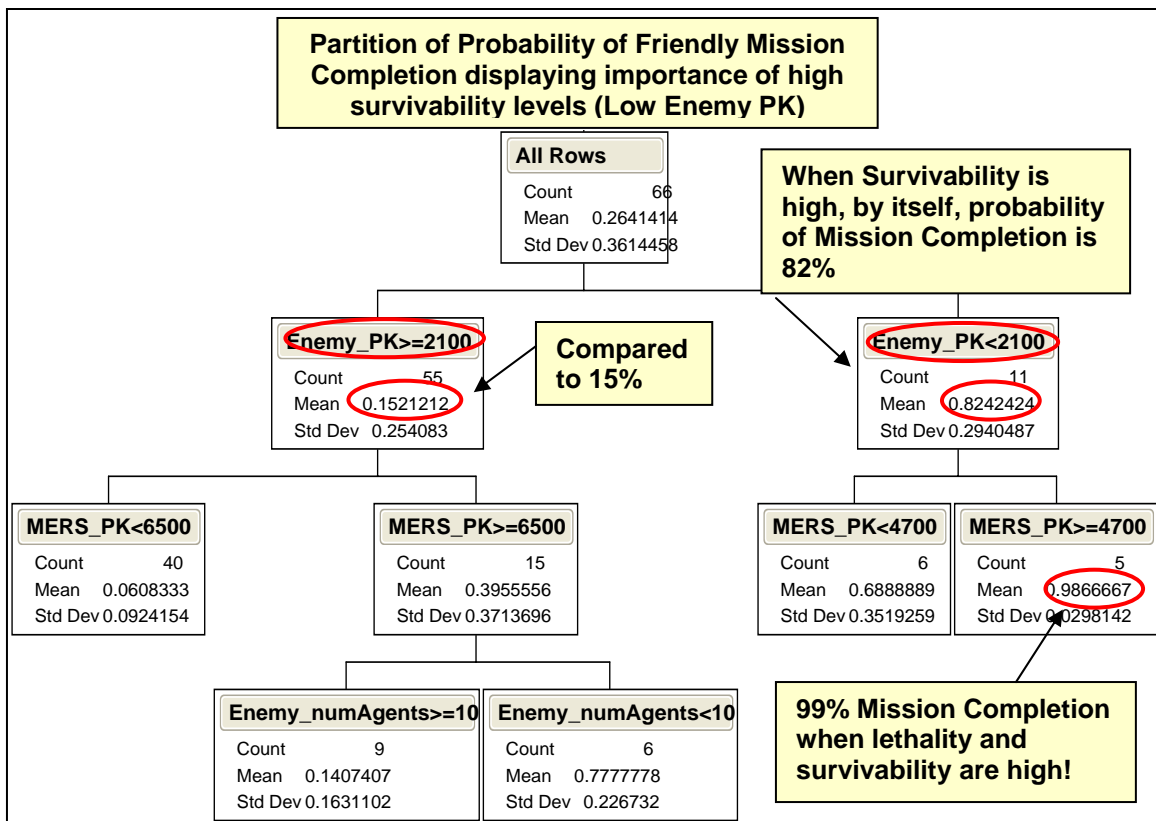 Partition of Probability of Friendly Mission
Completion displaying importance of high
survivability levels (Low Enemy PK)
All Rows
Count 66
Mean 0.2641414
Std Dev 0.3614458
When Survivability is
high, by itself, probability
of Mission Completion is
82%
Enemy_PK>=2100
Count 55
Mean 0.1521212
Std Dev 0.254083
Compared
to 15%
Enemy_PK<2100
Count 11
Mean 0.8242424
Std Dev 0.2940487
MERS_PK<6500
Count 40
Mean 0.0608333
Std Dev 0.0924154
MERS_PK>=6500
Count 15
Mean 0.3955556
Std Dev 0.3713696
MERS_PK<4700
Count 6
Mean 0.6888889
Std Dev 0.3519259
MERS_PK>=4700
Count 5
Mean 0.9866667
Std Dev 0.0298142
Enemy_numAgents>=10
Count 9
Mean 0.1407407
Std Dev 0.1631102
Enemy_numAgents<10
Count 6
Mean 0.7777778
Std Dev 0.226732
99% Mission Completion
when lethality and
survivability are high!